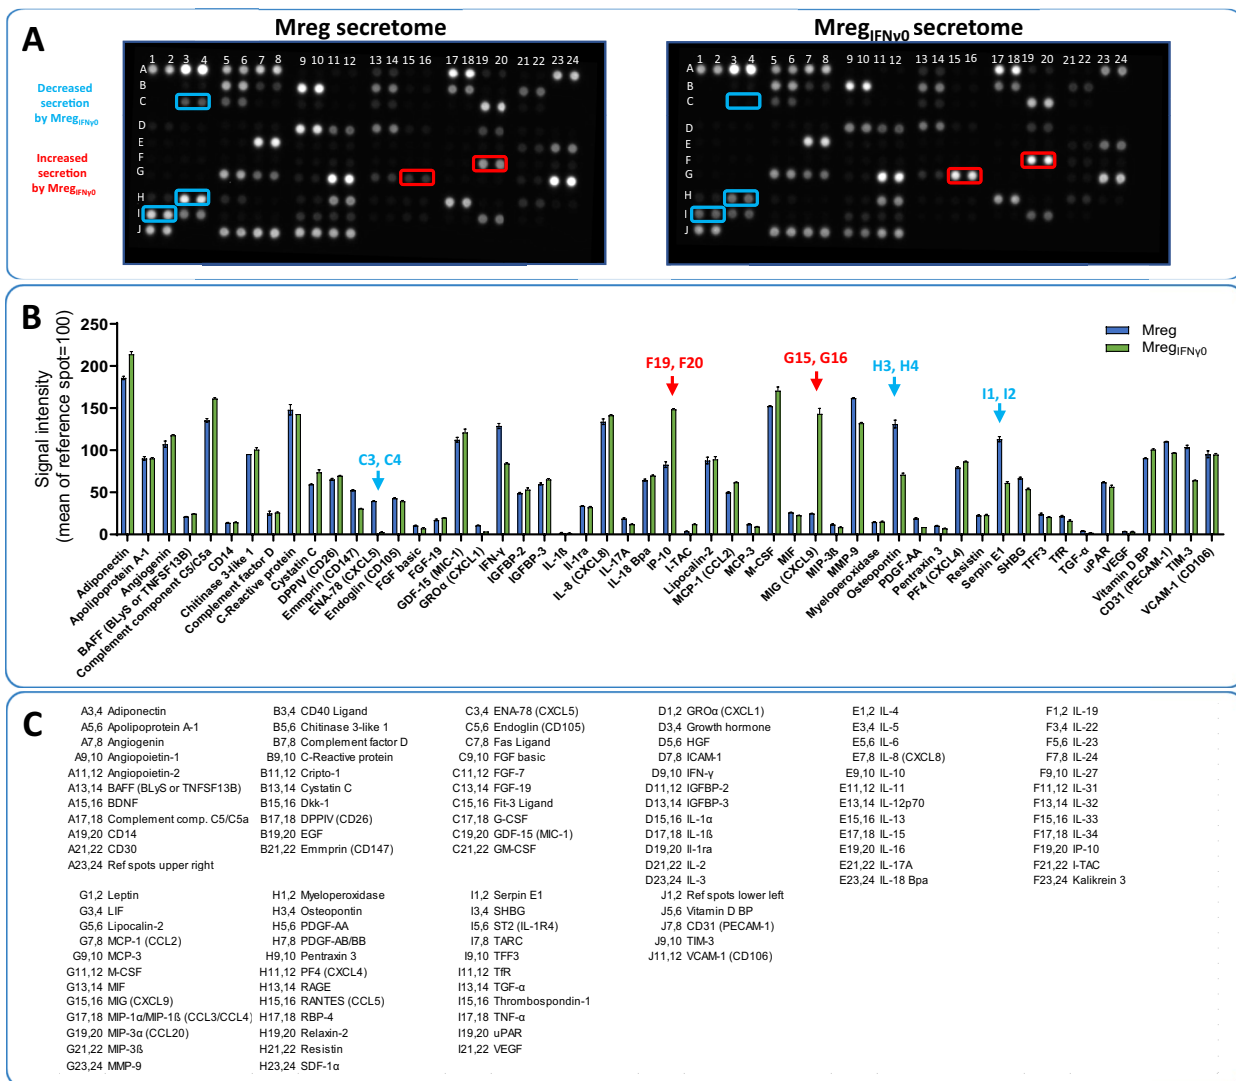 A
Mreg secretome
MregIFNγ0 secretome
Decreased
secretion
by MregIFNγ0
Increased
secretion
by MregIFNγ0
1 2 3 4 5 6 7 8 9 10 11 12 13 14 15 16 17 18 19 20 21 22 23 24
A
B
C
D
E
F
G
H
I
J
1 2 3 4 5 6 7 8 9 10 11 12 13 14 15 16 17 18 19 20 21 22 23 24
A
B
C
D
E
F
G
H
I
J
B
Signal intensity
(mean of reference spot=100)
250
200
150
100
50
0
Mreg
MregIFNγ0
C3, C4
F19, F20
G15, G16
H3, H4
I1, I2
Adiponectin
Apolipoprotein A-1
Angiogenin
BAFF (BLyS or TNFSF13B)
Complement component C5/C5a
CD14
Chitinase 3-like 1
Complement factor D
C-Reactive protein
Cystatin C
DPPIV (CD26)
Emmprin (CD147)
ENA-78 (CXCL5)
Endoglin (CD105)
FGF basic
FGF-19
GDF-15 (MIC-1)
GROα (CXCL1)
IFN-γ
IGFBP-2
IGFBP-3
IL-1ß
Il-1ra
IL-8 (CXCL8)
IL-17A
IL-18 Bpa
IP-10
I-TAC
Lipocalin-2
MCP-1 (CCL2)
MCP-3
M-CSF
MIF
MIG (CXCL9)
MIP-3ß
MMP-9
Myeloperoxidase
Osteopontin
PDGF-AA
Pentraxin 3
PF4 (CXCL4)
Resistin
Serpin E1
SHBG
TFF3
TfR
TGF-α
uPAR
VEGF
Vitamin D BP
CD31 (PECAM-1)
TIM-3
VCAM-1 (CD106)
C
A3,4 Adiponectin
A5,6 Apolipoprotein A-1
A7,8 Angiogenin
A9,10 Angiopoietin-1
A11,12 Angiopoietin-2
A13,14 BAFF (BLyS or TNFSF13B)
A15,16 BDNF
A17,18 Complement comp. C5/C5a
A19,20 CD14
A21,22 CD30
A23,24 Ref spots upper right
B3,4 CD40 Ligand
B5,6 Chitinase 3-like 1
B7,8 Complement factor D
B9,10 C-Reactive protein
B11,12 Cripto-1
B13,14 Cystatin C
B15,16 Dkk-1
B17,18 DPPIV (CD26)
B19,20 EGF
B21,22 Emmprin (CD147)
C3,4 ENA-78 (CXCL5)
C5,6 Endoglin (CD105)
C7,8 Fas Ligand
C9,10 FGF basic
C11,12 FGF-7
C13,14 FGF-19
C15,16 Fit-3 Ligand
C17,18 G-CSF
C19,20 GDF-15 (MIC-1)
C21,22 GM-CSF
D1,2 GROα (CXCL1)
D3,4 Growth hormone
D5,6 HGF
D7,8 ICAM-1
D9,10 IFN-γ
D11,12 IGFBP-2
D13,14 IGFBP-3
D15,16 IL-1α
D17,18 IL-1ß
D19,20 Il-1ra
D21,22 IL-2
D23,24 IL-3
E1,2 IL-4
E3,4 IL-5
E5,6 IL-6
E7,8 IL-8 (CXCL8)
E9,10 IL-10
E11,12 IL-11
E13,14 IL-12p70
E15,16 IL-13
E17,18 IL-15
E19,20 IL-16
E21,22 IL-17A
E23,24 IL-18 Bpa
F1,2 IL-19
F3,4 IL-22
F5,6 IL-23
F7,8 IL-24
F9,10 IL-27
F11,12 IL-31
F13,14 IL-32
F15,16 IL-33
F17,18 IL-34
F19,20 IP-10
F21,22 I-TAC
F23,24 Kalikrein 3
G1,2 Leptin
G3,4 LIF
G5,6 Lipocalin-2
G7,8 MCP-1 (CCL2)
G9,10 MCP-3
G11,12 M-CSF
G13,14 MIF
G15,16 MIG (CXCL9)
G17,18 MIP-1α/MIP-1ß (CCL3/CCL4)
G19,20 MIP-3α (CCL20)
G21,22 MIP-3ß
G23,24 MMP-9
H1,2 Myeloperoxidase
H3,4 Osteopontin
H5,6 PDGF-AA
H7,8 PDGF-AB/BB
H9,10 Pentraxin 3
H11,12 PF4 (CXCL4)
H13,14 RAGE
H15,16 RANTES (CCL5)
H17,18 RBP-4
H19,20 Relaxin-2
H21,22 Resistin
H23,24 SDF-1α
I1,2 Serpin E1
I3,4 SHBG
I5,6 ST2 (IL-1R4)
I7,8 TARC
I9,10 TFF3
I11,12 TfR
I13,14 TGF-α
I15,16 Thrombospondin-1
I17,18 TNF-α
I19,20 uPAR
I21,22 VEGF
J1,2 Ref spots lower left
J5,6 Vitamin D BP
J7,8 CD31 (PECAM-1)
J9,10 TIM-3
J11,12 VCAM-1 (CD106)